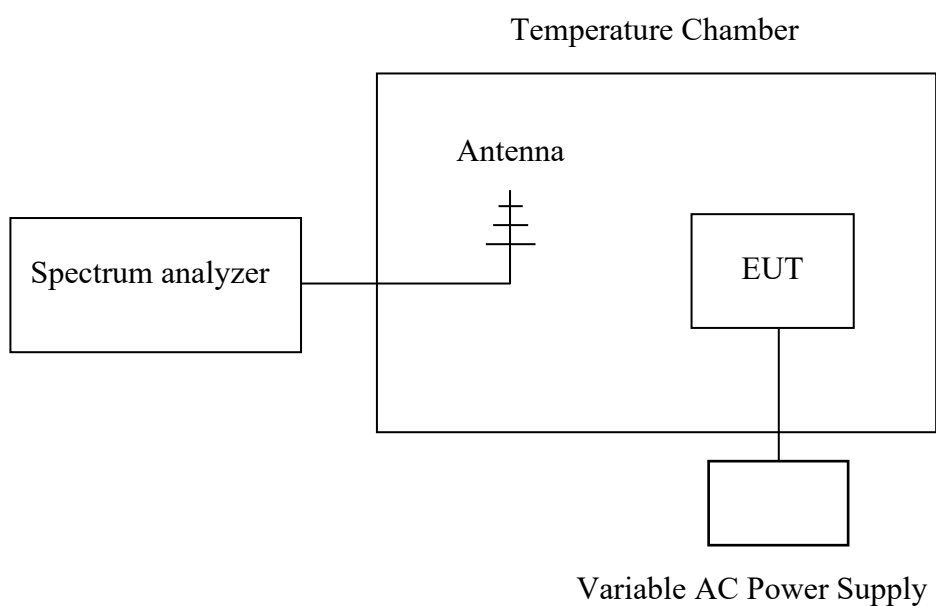 Temperature Chamber
Antenna
Spectrum analyzer
EUT
Variable AC Power Supply